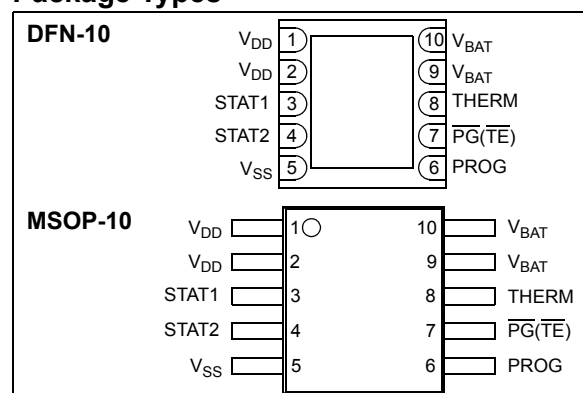 Package Types
DFN-10
VDD 1 10 VBAT
VDD 2 9 VBAT
STAT1 3 8 THERM
STAT2 4 7 PG(TE)
VSS 5 6 PROG
MSOP-10
VDD 1 10 VBAT
VDD 2 9 VBAT
STAT1 3 8 THERM
STAT2 4 7 PG(TE)
VSS 5 6 PROG